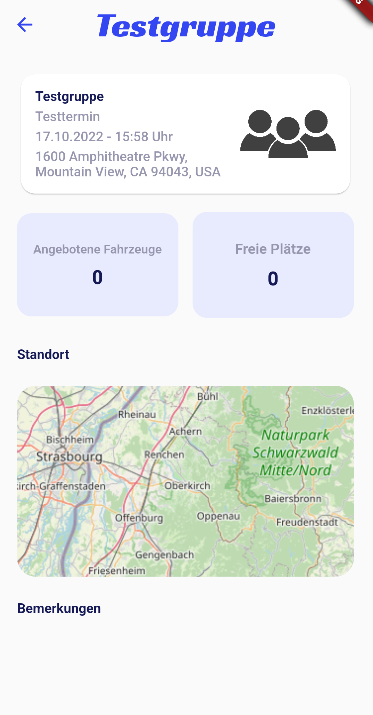 Testgruppe
Testgruppe
Testtermin
17.10.2022 - 15:58 Uhr
1600 Amphitheatre Pkwy,
Mountain View, CA 94043, USA
Angebotene Fahrzeuge
0
Freie Plätze
0
Standort
Bühl
Rheinau
Enzklösterle
Achern
Naturpark
Schwarzwald
Mitte/Nord
Bischheim
Strasbourg
Renchen
irch-Graffenstaden
Oberkirch
Baiersbronn
Offenburg
Oppenau
Freudenstadt
Gengenbach
Friesenheim
Bemerkungen